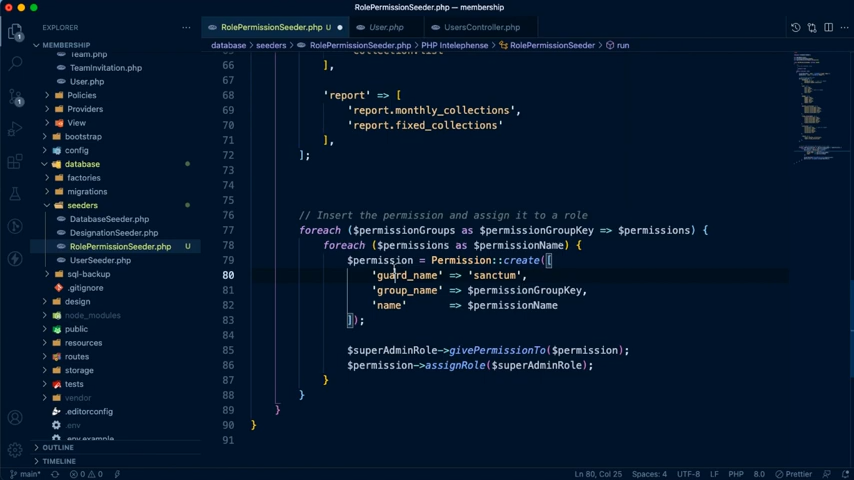 RolePermissionSeeder.php — membership
EXPLORER
RolePermissionSeeder.php U
User.php
UsersController.php
MEMBERSHIP
database > seeders > RolePermissionSeeder.php > PHP Intelephense > RolePermissionSeeder > run
Team.php
TeamInvitation.php
User.php
Policies
Providers
View
bootstrap
config
database
factories
migrations
seeders
DatabaseSeeder.php
DesignationSeeder.php
RolePermissionSeeder.php U
UserSeeder.php
sql-backup
.gitignore
design
node_modules
public
resources
routes
storage
tests
vendor
.editorconfig
.env
.env.example
OUTLINE
TIMELINE
66 ],
67
68 'report' => [
69 'report.monthly_collections',
70 'report.fixed_collections'
71 ],
72 ];
73
74
75
76 // Insert the permission and assign it to a role
77 foreach ($permissionGroups as $permissionGroupKey => $permissions) {
78 foreach ($permissions as $permissionName) {
79 $permission = Permission::create([
80 'guard_name' => 'sanctum',
81 'group_name' => $permissionGroupKey,
82 'name' => $permissionName
83 ]);
84
85 $superAdminRole->givePermissionTo($permission);
86 $permission->assignRole($superAdminRole);
87 }
88 }
89 }
90 }
91
main*
0 0
Ln 80, Col 25
Spaces: 4
UTF-8
LF
PHP
8.0
Prettier